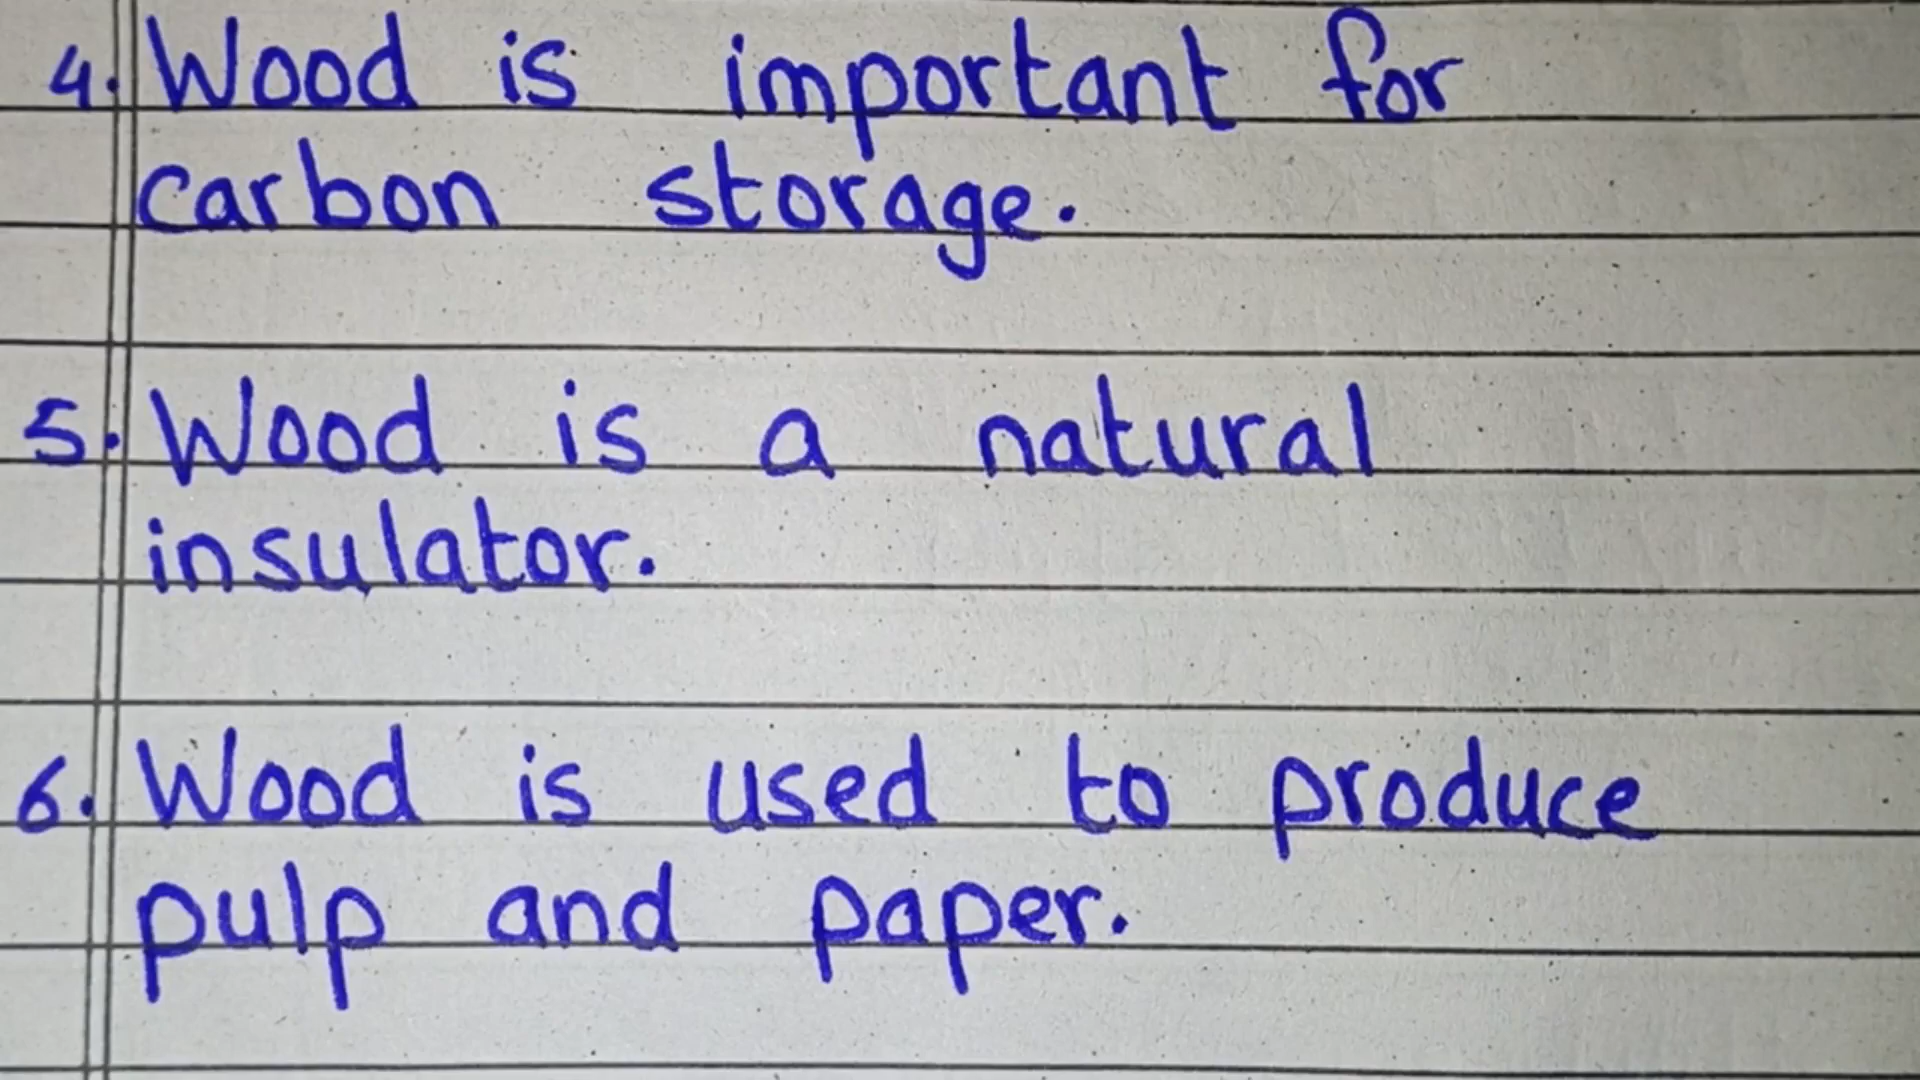 4. Wood is important for
carbon storage.
5. Wood is a natural
insulator.
6. Wood is used to produce
pulp and paper.